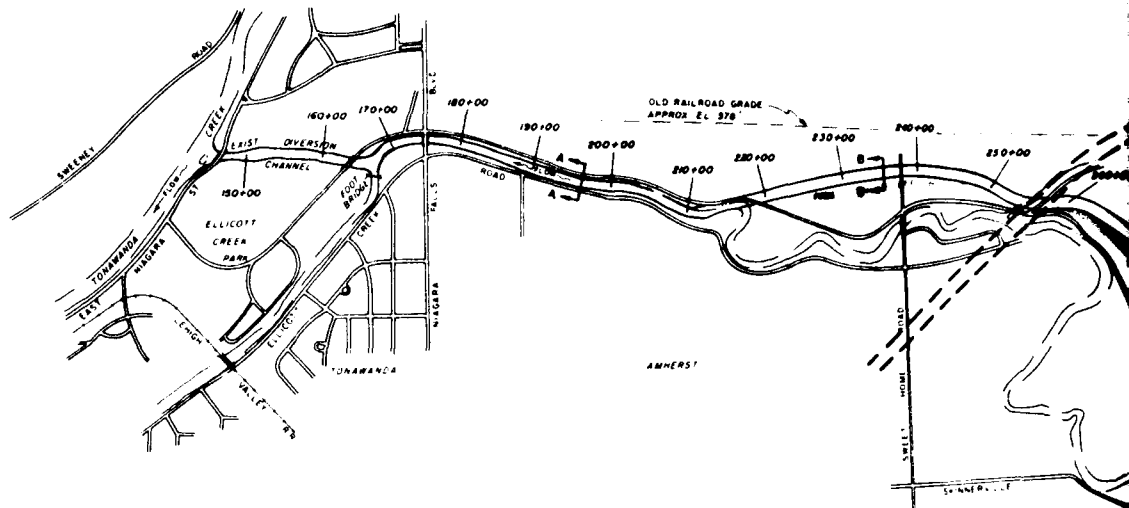 SWEENEY ROAD
TONAWANDA CREEK
FLOW
EAST NIAGARA ST
EXIST DIVERSION
CHANNEL
150+00
160+00
170+00
180+00
190+00
200+00
210+00
220+00
230+00
240+00
250+00
OLD RAILROAD GRADE
APPROX EL 578
ELLICOTT
CREEK
PARK
FOOT
BRIDGE
ELLICOTT CREEK
NIAGARA FALLS BLVD
ROAD
A
A
B
TONAWANDA
AMHERST
SWEET HOME ROAD
VALLEY R.R.